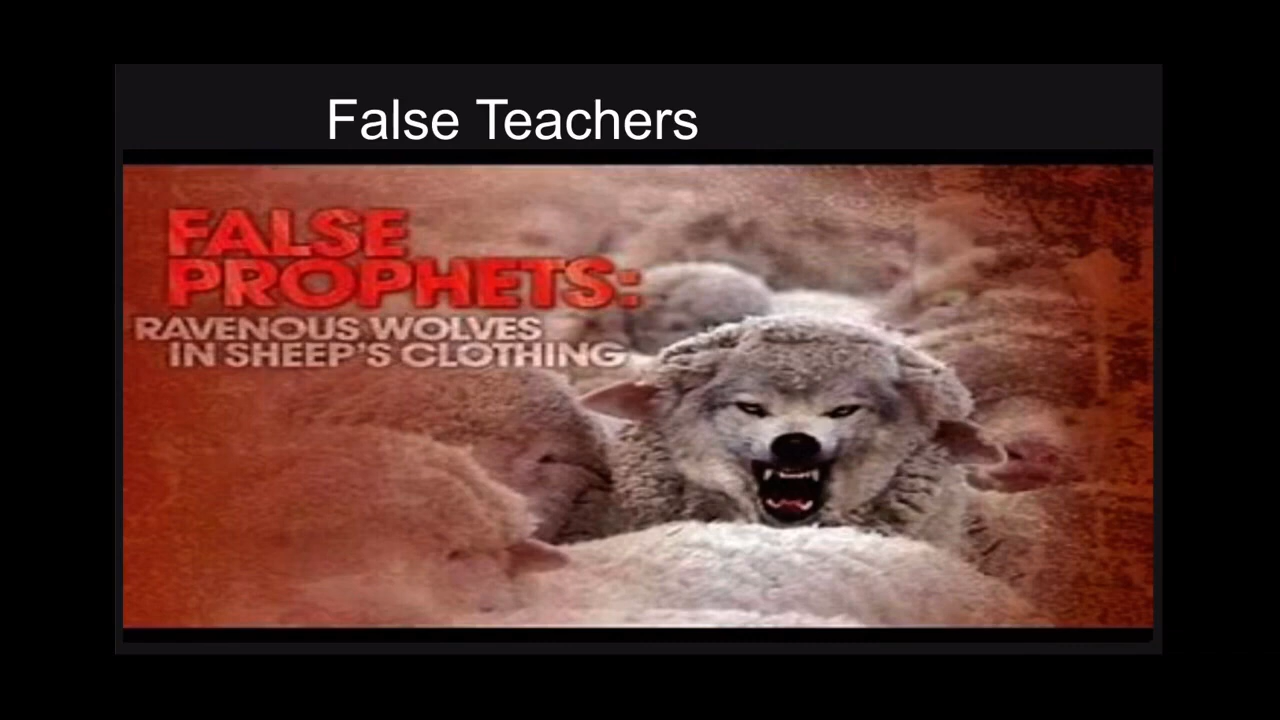 False Teachers
FALSE
PROPHETS:
RAVENOUS WOLVES
IN SHEEP'S CLOTHING